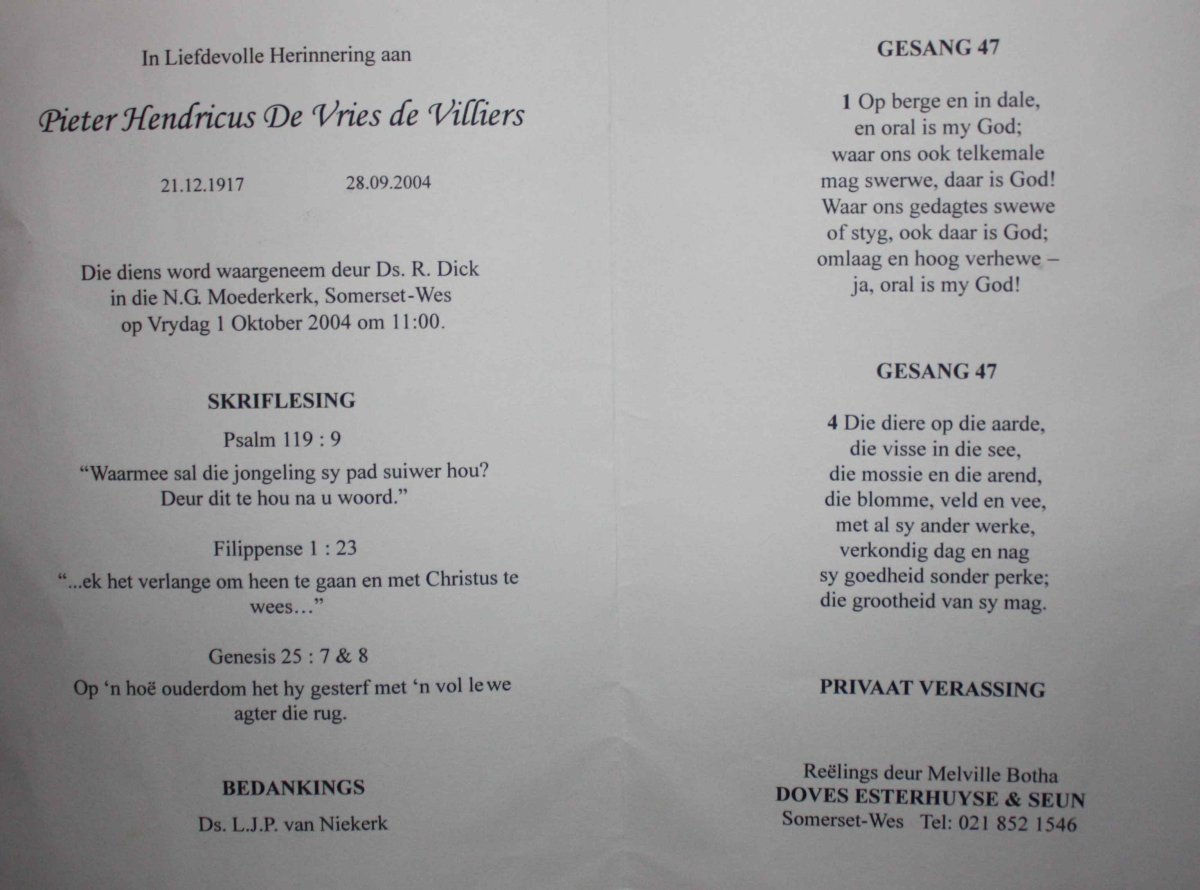 In Liefdevolle Herinnering aan
Pieter Hendricus De Vries de Villiers
21.12.1917 28.09.2004
Die diens word waargeneem deur Ds. R. Dick
in die N.G. Moederkerk, Somerset-Wes
op Vrydag 1 Oktober 2004 om 11:00.
SKRIFLESING
Psalm 119 : 9
“Waarmee sal die jongeling sy pad suiwer hou?
Deur dit te hou na u woord.”
Filippense 1 : 23
“...ek het verlange om heen te gaan en met Christus te
wees…”
Genesis 25 : 7 & 8
Op ‘n hoë ouderdom het hy gesterf met ‘n vol lewe
agter die rug.
BEDANKINGS
Ds. L.J.P. van Niekerk
GESANG 47
1 Op berge en in dale,
en oral is my God;
waar ons ook telkemale
mag swerwe, daar is God!
Waar ons gedagtes swewe
of styg, ook daar is God;
omlaag en hoog verhewe –
ja, oral is my God!
GESANG 47
4 Die diere op die aarde,
die visse in die see,
die mossie en die arend,
die blomme, veld en vee,
met al sy ander werke,
verkondig dag en nag
sy goedheid sonder perke;
die grootheid van sy mag.
PRIVAAT VERASSING
Reëlings deur Melville Botha
DOVES ESTERHUYSE & SEUN
Somerset-Wes Tel: 021 852 1546